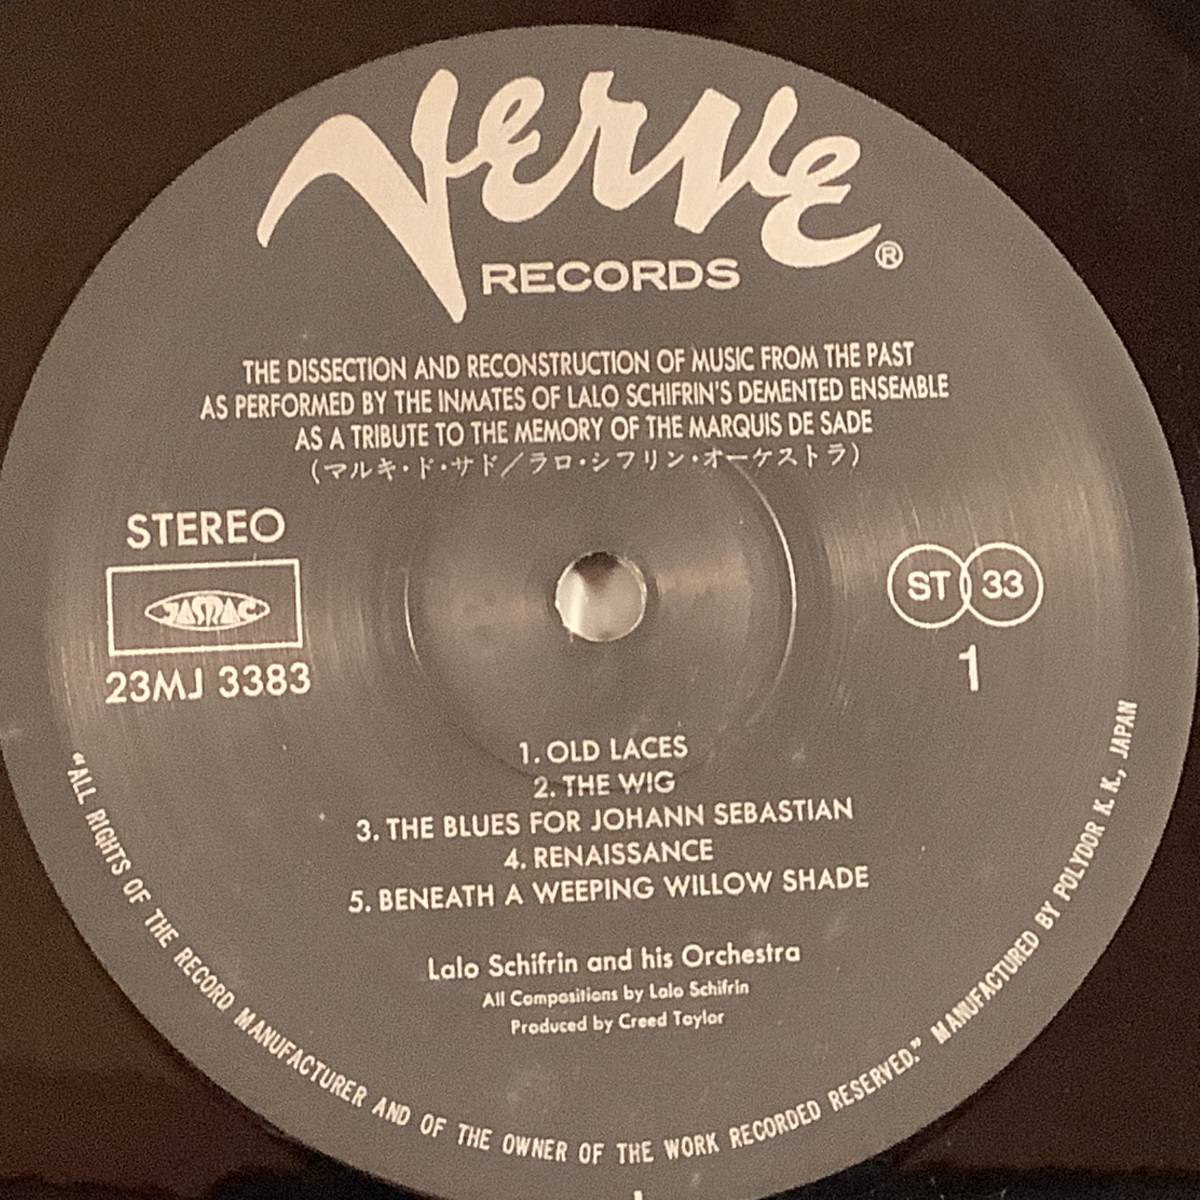 Verve ®
RECORDS
THE DISSECTION AND RECONSTRUCTION OF MUSIC FROM THE PAST
AS PERFORMED BY THE INMATES OF LALO SCHIFRIN'S DEMENTED ENSEMBLE
AS A TRIBUTE TO THE MEMORY OF THE MARQUIS DE SADE
(マルキ・ド・サド/ラロ・シフリン・オーケストラ)
STEREO
JASRAC
23MJ 3383
ST 33
1
1. OLD LACES
2. THE WIG
3. THE BLUES FOR JOHANN SEBASTIAN
4. RENAISSANCE
5. BENEATH A WEEPING WILLOW SHADE
Lalo Schifrin and his Orchestra
All Compositions by Lalo Schifrin
Produced by Creed Taylor
“ALL RIGHTS OF THE RECORD MANUFACTURER AND OF THE OWNER OF THE WORK RECORDED RESERVED.” MANUFACTURED BY POLYDOR K.K., JAPAN